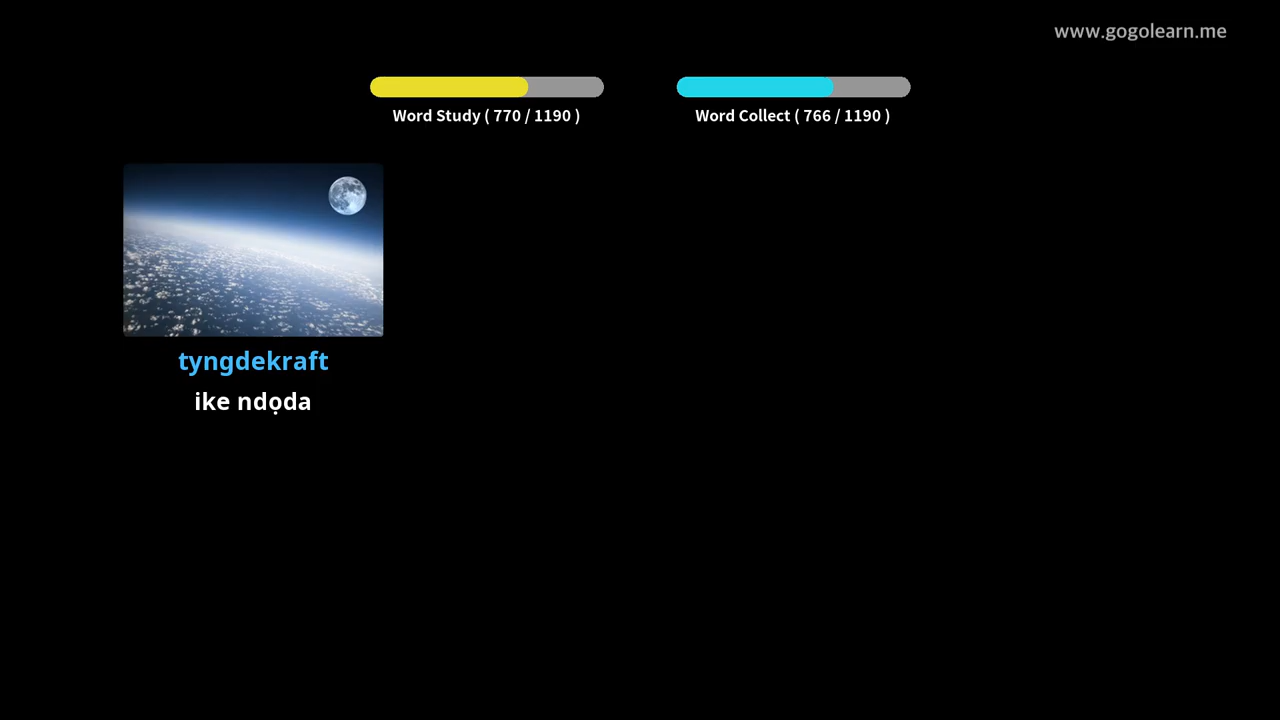 www.gogolearn.me
Word Study ( 770 / 1190 )
Word Collect ( 766 / 1190 )
tyngdekraft
ike ndọda